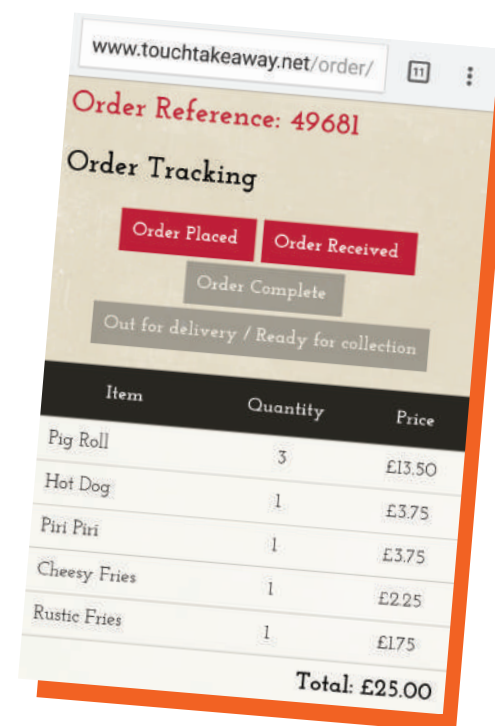 www.touchtakeaway.net/order/ 11
Order Reference: 49681
Order Tracking
Order Placed Order Received
Order Complete
Out for delivery / Ready for collection
Item Quantity Price
Pig Roll 3 £13.50
Hot Dog 1 £3.75
Piri Piri 1 £3.75
Cheesy Fries 1 £2.25
Rustic Fries 1 £1.75
Total: £25.00